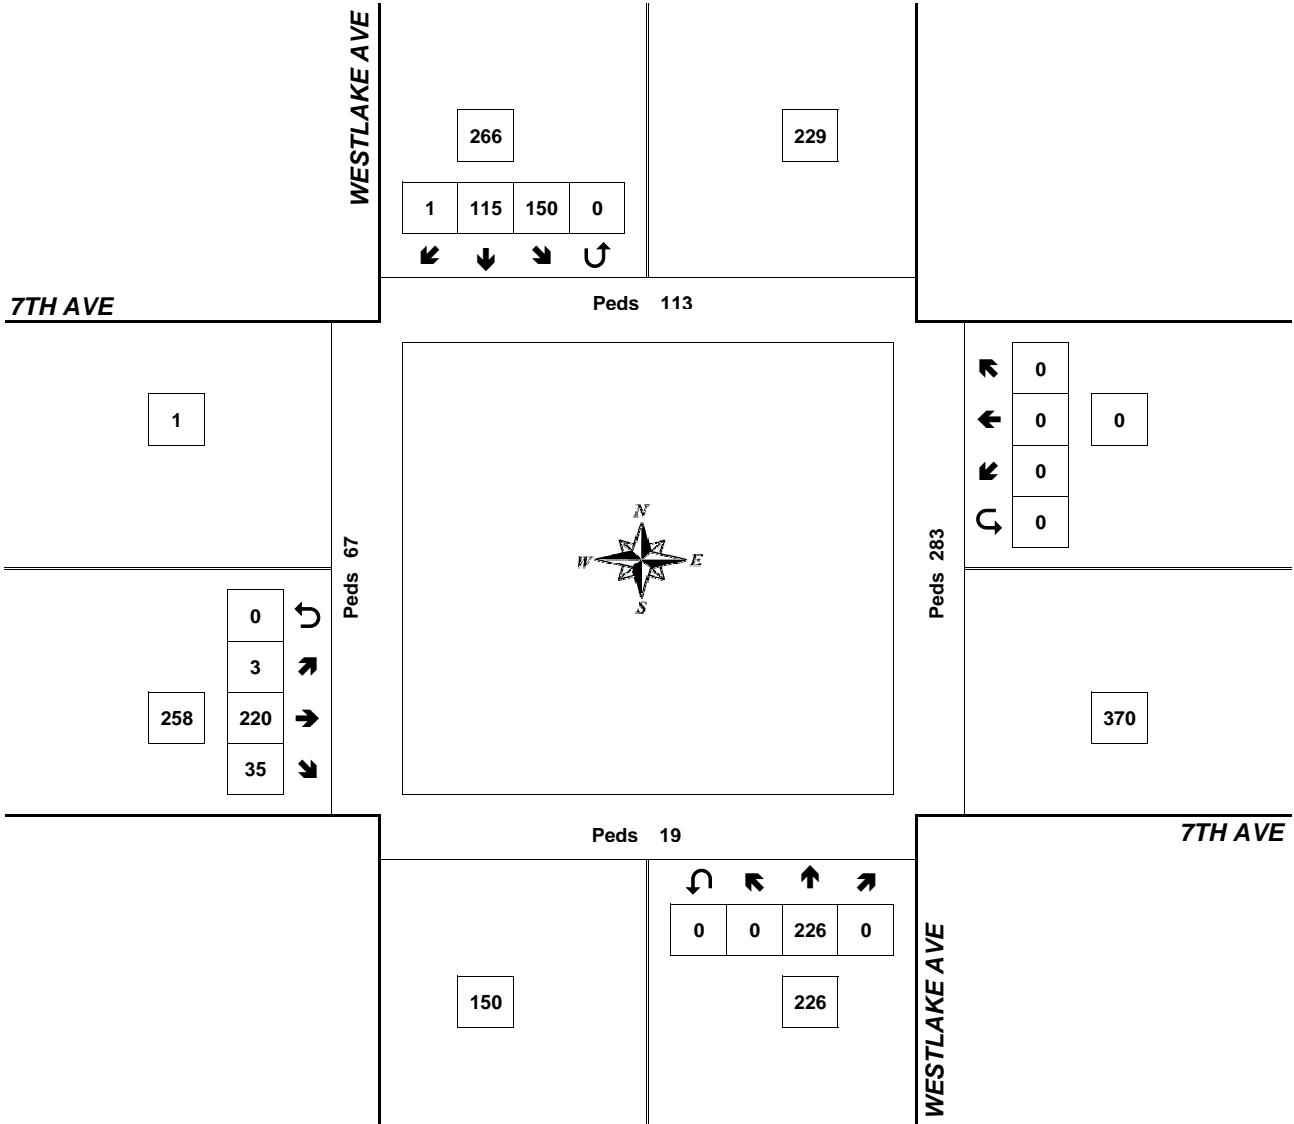 WESTLAKE AVE
266
229
1 115 150 0
7TH AVE
Peds 113
1
0
0
0
0
0
N
W E
S
Peds 67
Peds 283
0
3
258 220
35
370
Peds 19
7TH AVE
0 0 226 0
150
226
WESTLAKE AVE